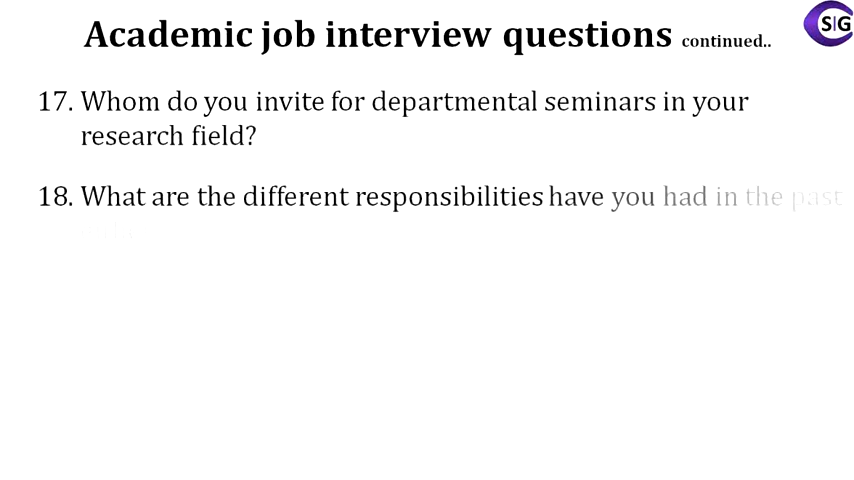 Academic job interview questions continued..
SIG
17. Whom do you invite for departmental seminars in your
research field?
18. What are the different responsibilities have you had in the past